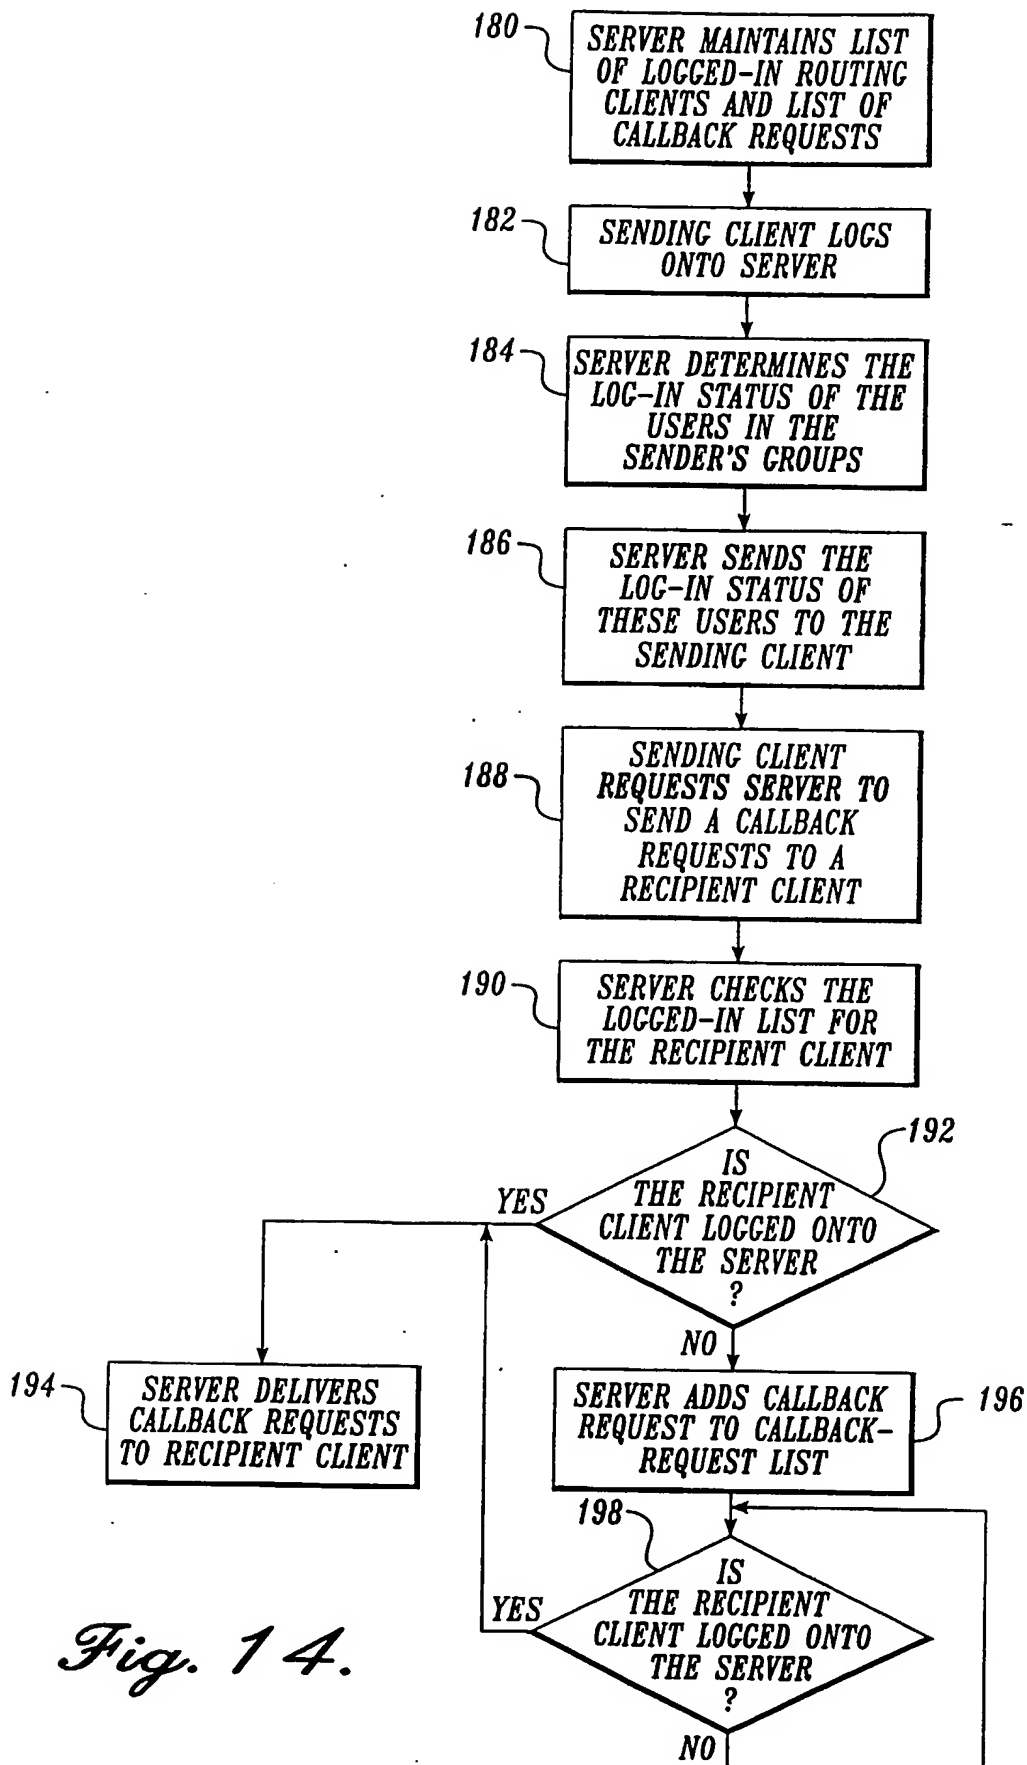 180
SERVER MAINTAINS LIST
OF LOGGED-IN ROUTING
CLIENTS AND LIST OF
CALLBACK REQUESTS
182
SENDING CLIENT LOGS
ONTO SERVER
184
SERVER DETERMINES THE
LOG-IN STATUS OF THE
USERS IN THE
SENDER'S GROUPS
186
SERVER SENDS THE
LOG-IN STATUS OF
THESE USERS TO THE
SENDING CLIENT
188
SENDING CLIENT
REQUESTS SERVER TO
SEND A CALLBACK
REQUESTS TO A
RECIPIENT CLIENT
190
SERVER CHECKS THE
LOGGED-IN LIST FOR
THE RECIPIENT CLIENT
192
IS
THE RECIPIENT
CLIENT LOGGED ONTO
THE SERVER
?
YES
NO
194
SERVER DELIVERS
CALLBACK REQUESTS
TO RECIPIENT CLIENT
196
SERVER ADDS CALLBACK
REQUEST TO CALLBACK-
REQUEST LIST
198
IS
THE RECIPIENT
CLIENT LOGGED ONTO
THE SERVER
?
YES
NO
Fig. 14.